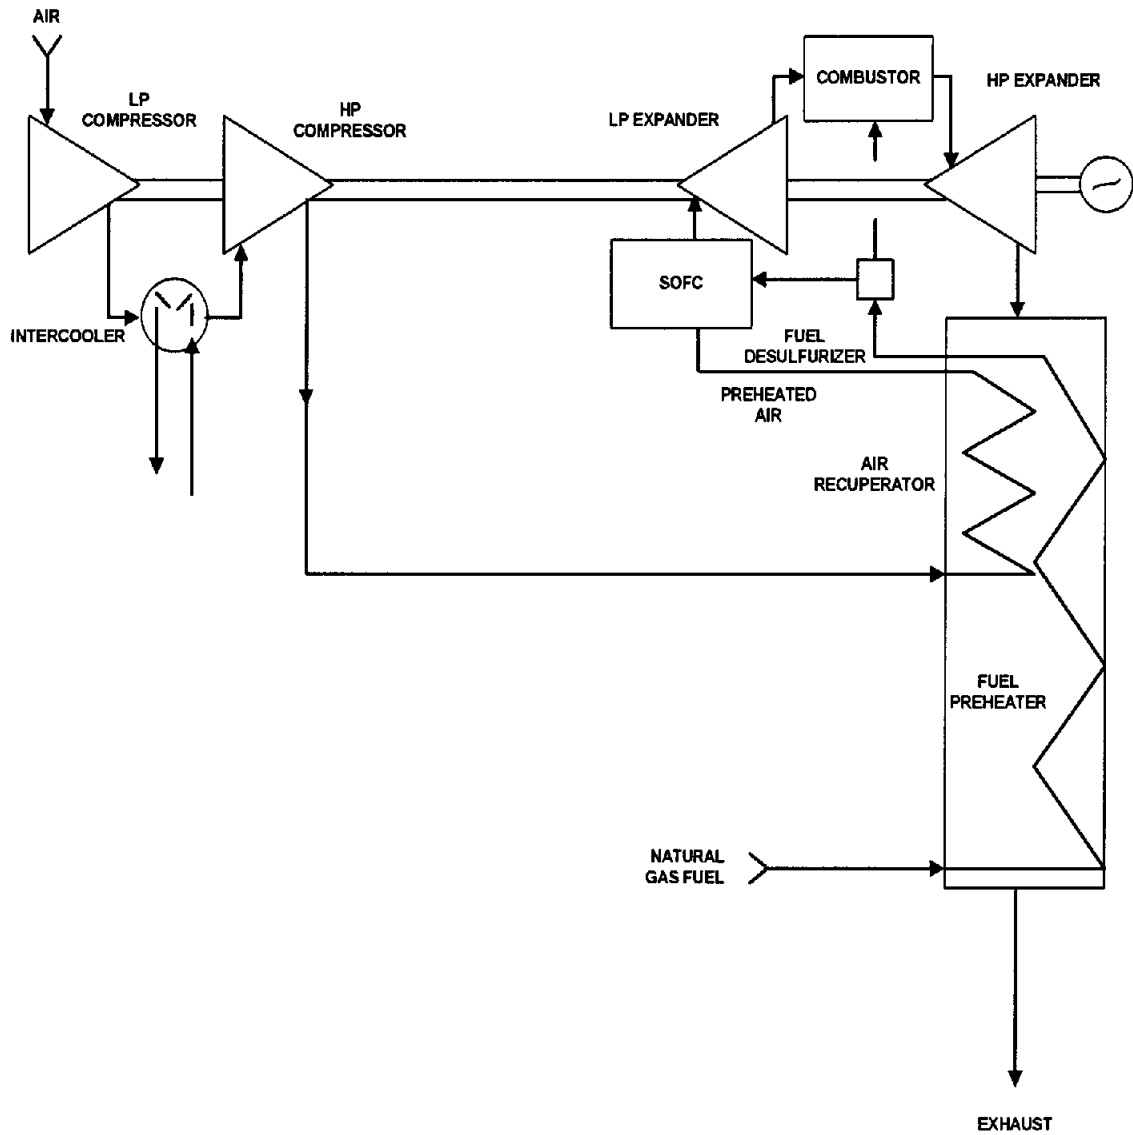 AIR
LP
COMPRESSOR
HP
COMPRESSOR
LP EXPANDER
COMBUSTOR
HP EXPANDER
SOFC
INTERCOOLER
FUEL
DESULFURIZER
PREHEATED
AIR
AIR
RECUPERATOR
FUEL
PREHEATER
NATURAL
GAS FUEL
EXHAUST